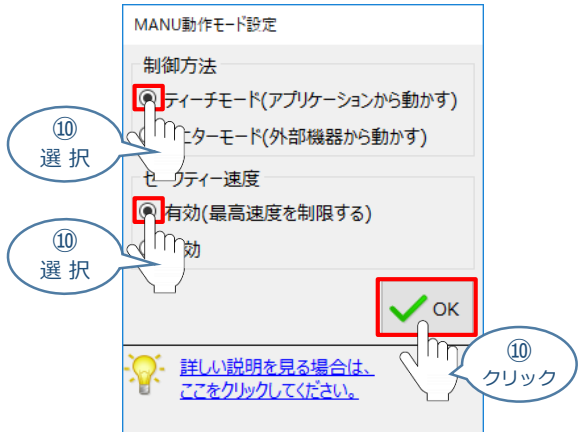 MANU動作モード設定
制御方法
ティーチモード(アプリケーションから動かす)
ニターモード(外部機器から動かす)
⑩
選 択
セーフティー速度
有効(最高速度を制限する)
効
⑩
選 択
OK
⑩
クリック
詳しい説明を見る場合は、
ここをクリックしてください。